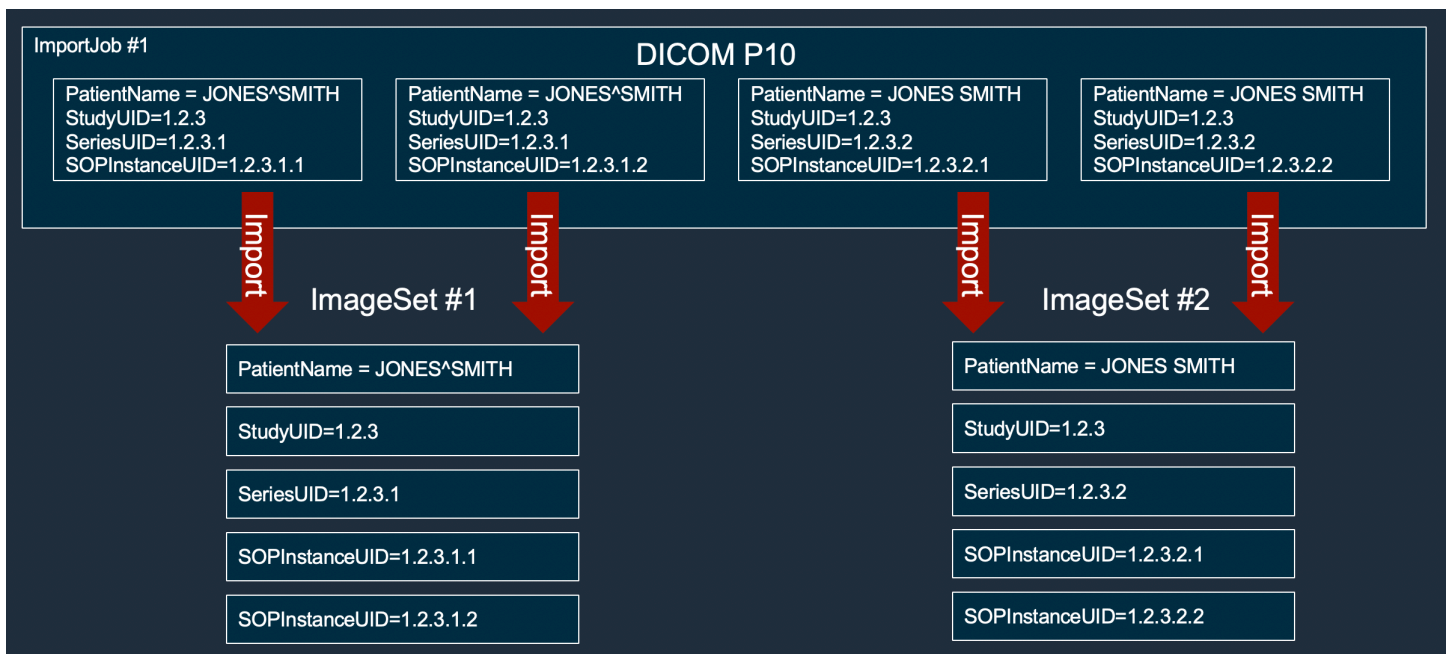 ImportJob #1
DICOM P10
PatientName = JONES^SMITH
StudyUID=1.2.3
SeriesUID=1.2.3.1
SOPInstanceUID=1.2.3.1.1
PatientName = JONES^SMITH
StudyUID=1.2.3
SeriesUID=1.2.3.1
SOPInstanceUID=1.2.3.1.2
PatientName = JONES SMITH
StudyUID=1.2.3
SeriesUID=1.2.3.2
SOPInstanceUID=1.2.3.2.1
PatientName = JONES SMITH
StudyUID=1.2.3
SeriesUID=1.2.3.2
SOPInstanceUID=1.2.3.2.2
Import
Import
Import
Import
ImageSet #1
PatientName = JONES^SMITH
StudyUID=1.2.3
SeriesUID=1.2.3.1
SOPInstanceUID=1.2.3.1.1
SOPInstanceUID=1.2.3.1.2
ImageSet #2
PatientName = JONES SMITH
StudyUID=1.2.3
SeriesUID=1.2.3.2
SOPInstanceUID=1.2.3.2.1
SOPInstanceUID=1.2.3.2.2